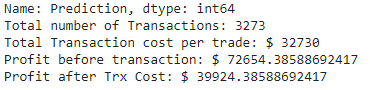 Name: Prediction, dtype: int64
Total number of Transactions: 3273
Total Transaction cost per trade: $ 32730
Profit before transaction: $ 72654.38588692417
Profit after Trx Cost: $ 39924.38588692417